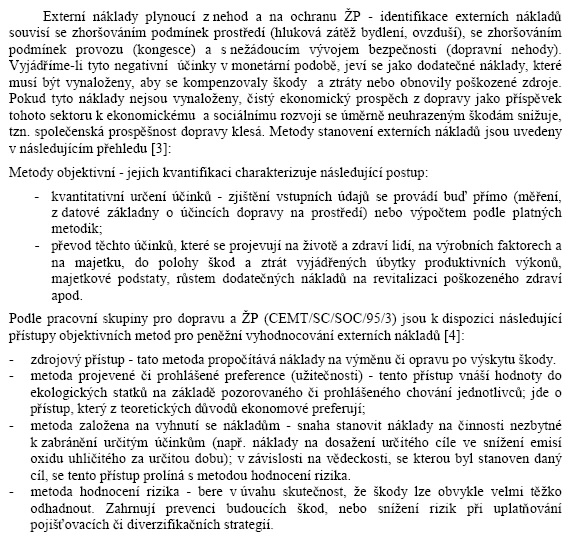 Externí náklady plynoucí z nehod a na ochranu ŽP - identifikace externích nákladů
souvisí se zhoršováním podmínek prostředí (hluková zátěž bydlení, ovzduší), se zhoršováním
podmínek provozu (kongesce) a s nežádoucím vývojem bezpečnosti (dopravní nehody).
Vyjádříme-li tyto negativní účinky v monetární podobě, jeví se jako dodatečné náklady, které
musí být vynaloženy, aby se kompenzovaly škody a ztráty nebo obnovily poškozené zdroje.
Pokud tyto náklady nejsou vynaloženy, čistý ekonomický prospěch z dopravy jako příspěvek
tohoto sektoru k ekonomickému a sociálnímu rozvoji se úměrně neuhrazeným škodám snižuje,
tzn. společenská prospěšnost dopravy klesá. Metody stanovení externích nákladů jsou uvedeny
v následujícím přehledu [3]:
Metody objektivní - jejich kvantifikaci charakterizuje následující postup:
- kvantitativní určení účinků - zjištění vstupních údajů se provádí buď přímo (měření,
z datové základny o účincích dopravy na prostředí) nebo výpočtem podle platných
metodik;
- převod těchto účinků, které se projevují na životě a zdraví lidí, na výrobních faktorech a
na majetku, do polohy škod a ztrát vyjádřených úbytky produktivních výkonů,
majetkové podstaty, růstem dodatečných nákladů na revitalizaci poškozeného zdraví
apod.
Podle pracovní skupiny pro dopravu a ŽP (CEMT/SC/SOC/95/3) jsou k dispozici následující
přístupy objektivních metod pro peněžní vyhodnocování externích nákladů [4]:
- zdrojový přístup - tato metoda propočítává náklady na výměnu či opravu po výskytu škody.
- metoda projevené či prohlášené preference (užitečnosti) - tento přístup vnáší hodnoty do
ekologických statků na základě pozorovaného či prohlášeného chování jednotlivců; jde o
přístup, který z teoretických důvodů ekonomové preferují;
- metoda založena na vyhnutí se nákladům - snaha stanovit náklady na činnosti nezbytné
k zabránění určitým účinkům (např. náklady na dosažení určitého cíle ve snížení emisí
oxidu uhličitého za určitou dobu); v závislosti na vědeckosti, se kterou byl stanoven daný
cíl, se tento přístup prolíná s metodou hodnocení rizika.
- metoda hodnocení rizika - bere v úvahu skutečnost, že škody lze obvykle velmi těžko
odhadnout. Zahrnují prevenci budoucích škod, nebo snížení rizik při uplatňování
pojišťovacích či diverzifikačních strategií.